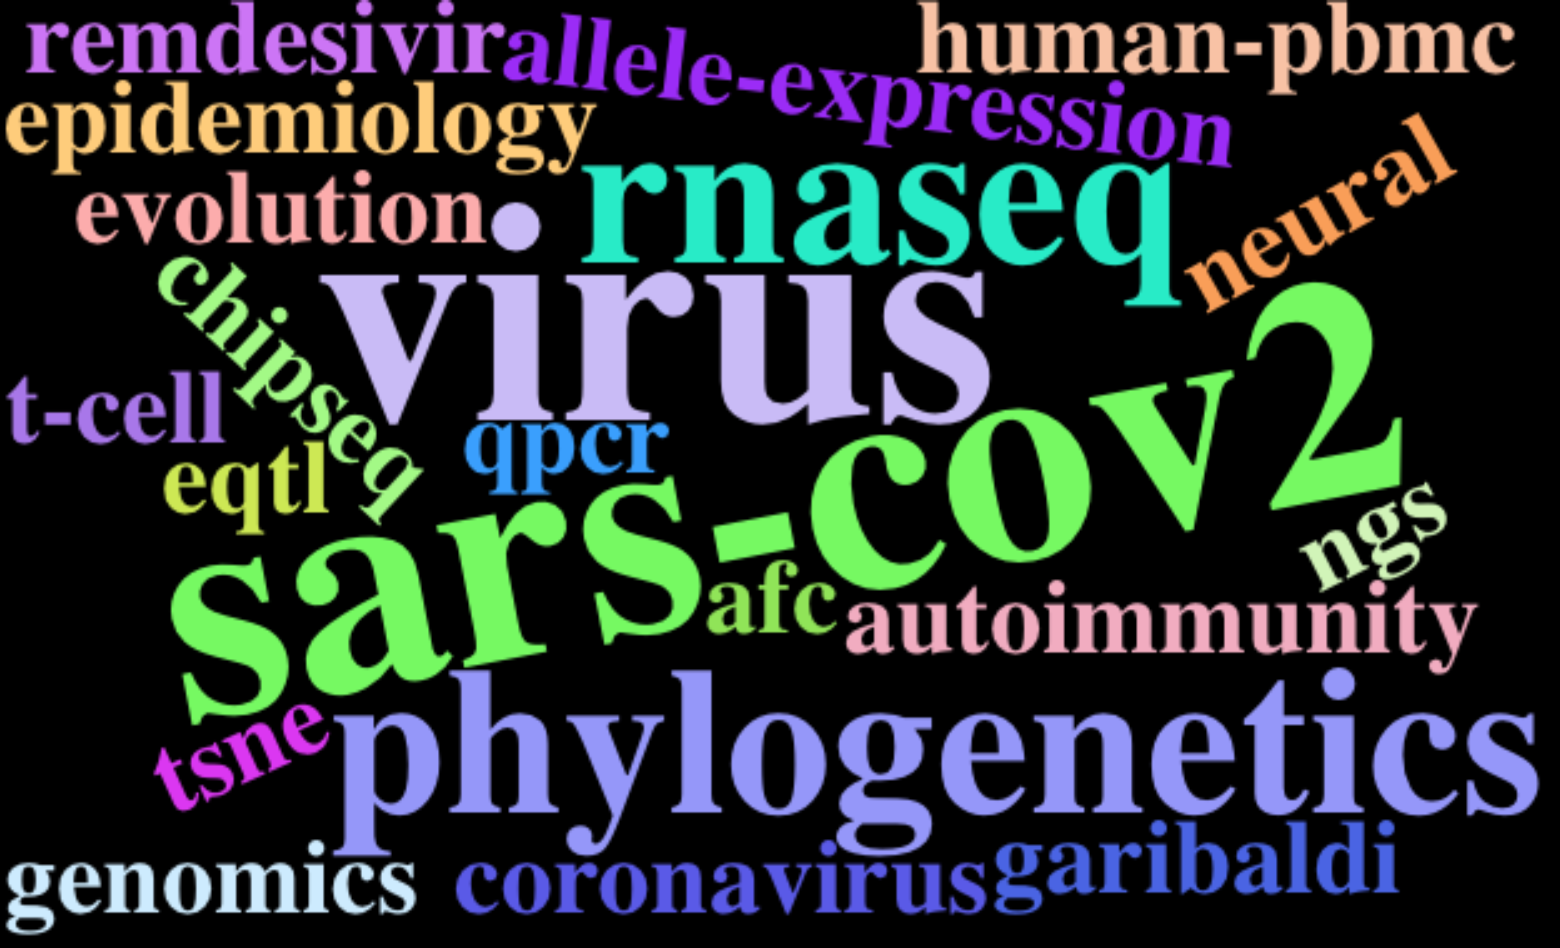 remdesivir
allele-expression
human-pbmc
epidemiology
rnaseq
neural
evolution
virus
chipseq
t-cell
qpcr
eqtl
sars-cov2
ngs
afc
autoimmunity
tsne
phylogenetics
genomics
coronavirus
garibaldi